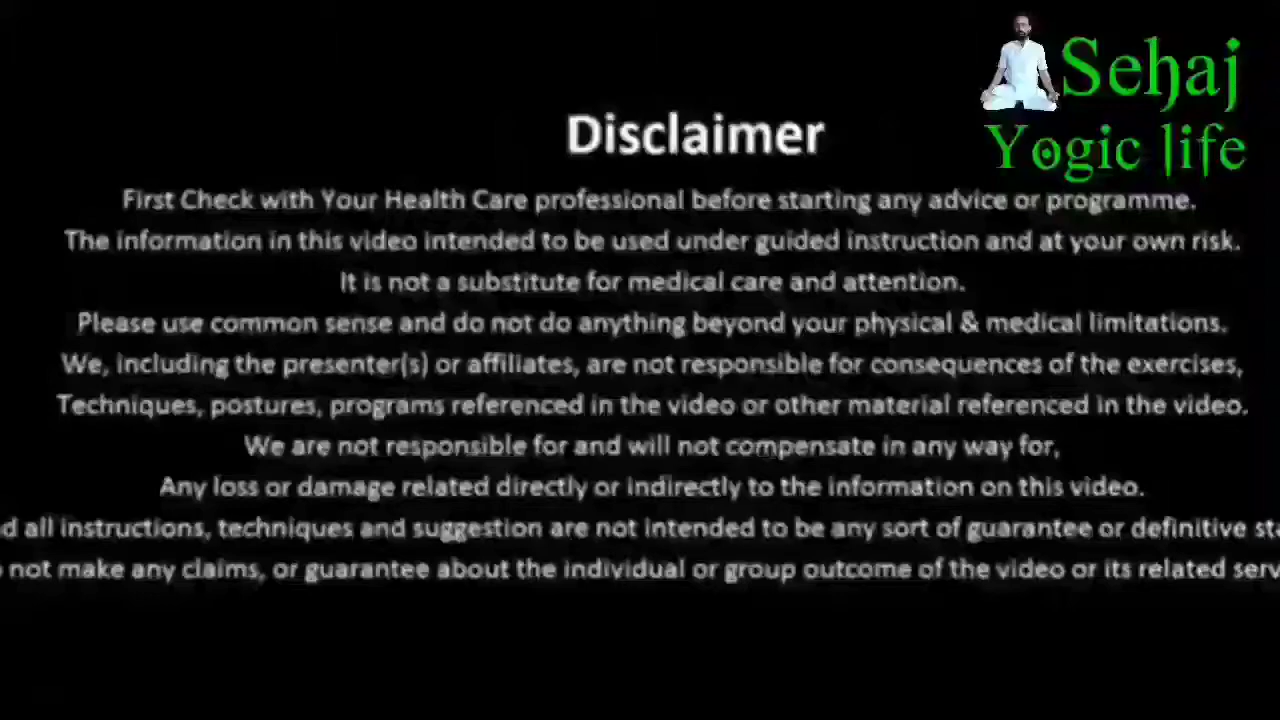 Sehaj
Yogic life
Disclaimer
First Check with Your Health Care professional before starting any advice or programme.
The information in this video intended to be used under guided instruction and at your own risk.
It is not a substitute for medical care and attention.
Please use common sense and do not do anything beyond your physical & medical limitations.
We, including the presenter(s) or affiliates, are not responsible for consequences of the exercises,
Techniques, postures, programs referenced in the video or other material referenced in the video.
We are not responsible for and will not compensate in any way for,
Any loss or damage related directly or indirectly to the information on this video.
all instructions, techniques and suggestion are not intended to be any sort of guarantee or definitive
not make any claims, or guarantee about the individual or group outcome of the video or its related